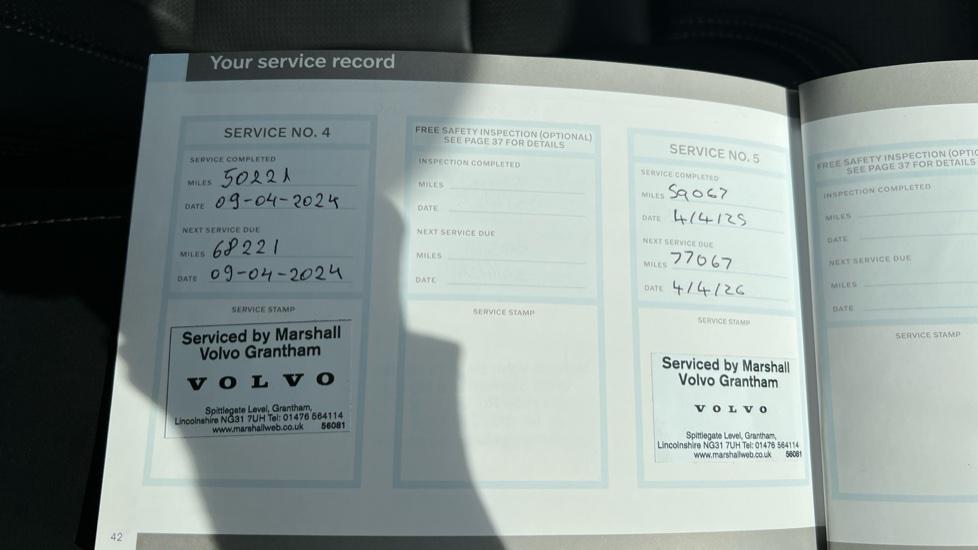 Your service record
SERVICE NO. 4
SERVICE COMPLETED
MILES 50221
DATE 09-04-2024
NEXT SERVICE DUE
MILES 68221
DATE 09-04-2024
SERVICE STAMP
Serviced by Marshall
Volvo Grantham
VOLVO
Spittlegate Level, Grantham,
Lincolnshire NG31 7UH Tel: 01476 564114
www.marshallweb.co.uk 56081
FREE SAFETY INSPECTION (OPTIONAL)
SEE PAGE 37 FOR DETAILS
INSPECTION COMPLETED
MILES
DATE
NEXT SERVICE DUE
MILES
DATE
SERVICE STAMP
SERVICE NO. 5
SERVICE COMPLETED
MILES 59067
DATE 4/4/25
NEXT SERVICE DUE
MILES 77067
DATE 4/4/26
SERVICE STAMP
Serviced by Marshall
Volvo Grantham
VOLVO
Spittlegate Level, Grantham,
Lincolnshire NG31 7UH Tel: 01476 564114
www.marshallweb.co.uk 56081
FREE SAFETY INSPECTION (OPTIO
SEE PAGE 37 FOR DETAILS
INSPECTION COMPLETED
MILES
DATE
NEXT SERVICE DUE
MILES
DATE
SERVICE STAMP
42